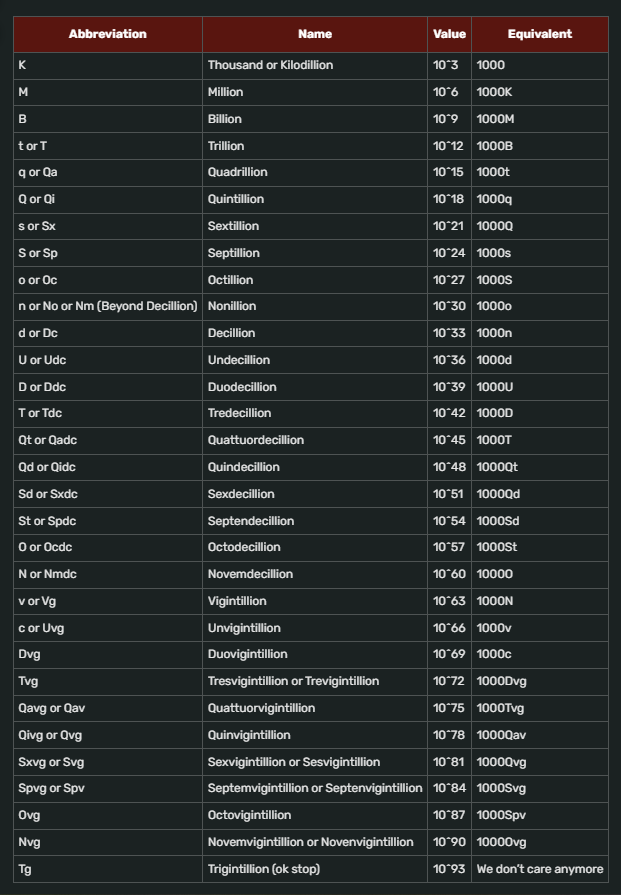 Abbreviation Name Value Equivalent
K Thousand or Kilodillion 10^3 1000
M Million 10^6 1000K
B Billion 10^9 1000M
t or T Trillion 10^12 1000B
q or Qa Quadrillion 10^15 1000t
Q or Qi Quintillion 10^18 1000q
s or Sx Sextillion 10^21 1000Q
S or Sp Septillion 10^24 1000s
o or Oc Octillion 10^27 1000S
n or No or Nm (Beyond Decillion) Nonillion 10^30 1000o
d or Dc Decillion 10^33 1000n
U or Udc Undecillion 10^36 1000d
D or Ddc Duodecillion 10^39 1000U
T or Tdc Tredecillion 10^42 1000D
Qt or Qadc Quattuordecillion 10^45 1000T
Qd or Qidc Quindecillion 10^48 1000Qt
Sd or Sxdc Sexdecillion 10^51 1000Qd
St or Spdc Septendecillion 10^54 1000Sd
O or Ocdc Octodecillion 10^57 1000St
N or Nmdc Novemdecillion 10^60 1000O
v or Vg Vigintillion 10^63 1000N
c or Uvg Unvigintillion 10^66 1000v
Dvg Duovigintillion 10^69 1000c
Tvg Tresvigintillion or Trevigintillion 10^72 1000Dvg
Qavg or Qav Quattuorvigintillion 10^75 1000Tvg
Qivg or Qvg Quinvigintillion 10^78 1000Qav
Sxvg or Svg Sexvigintillion or Sesvigintillion 10^81 1000Qvg
Spvg or Spv Septemvigintillion or Septenvigintillion 10^84 1000Svg
Ovg Octovigintillion 10^87 1000Spv
Nvg Novemvigintillion or Novenvigintillion 10^90 1000Ovg
Tg Trigintillion (ok stop) 10^93 We don't care anymore